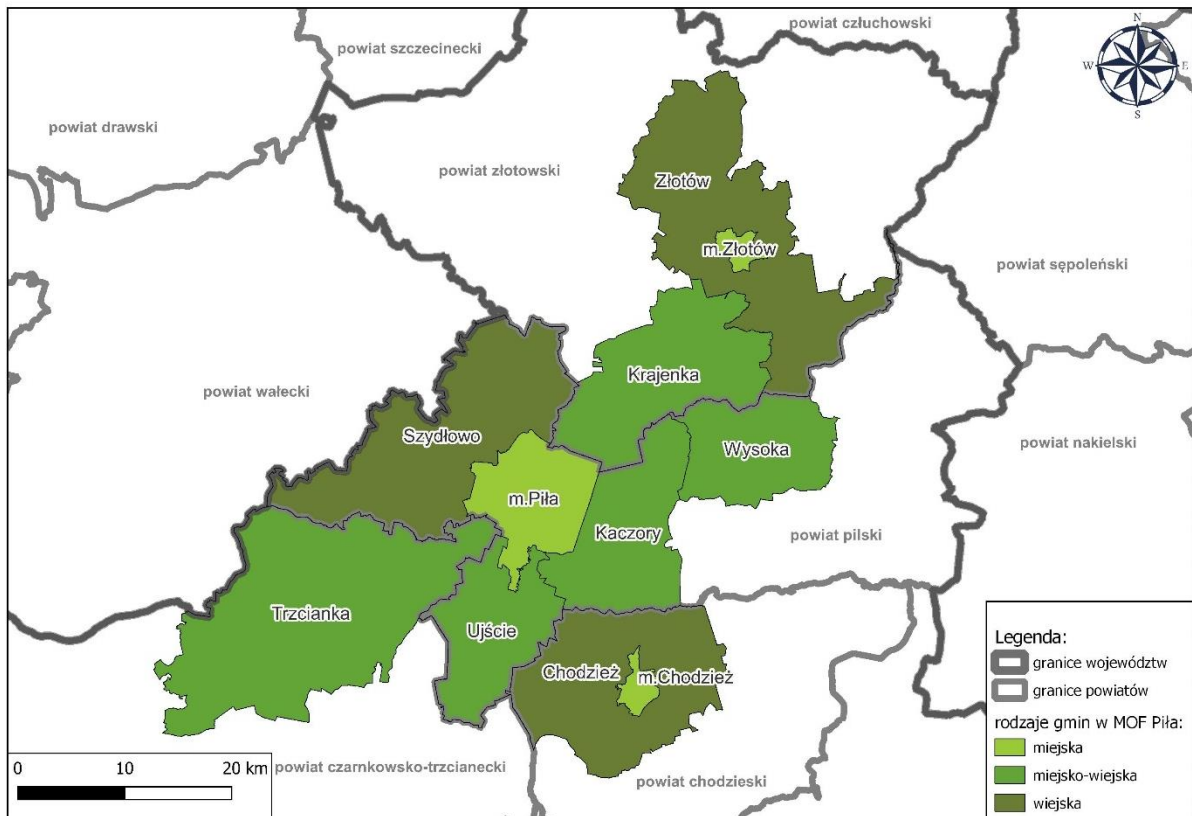 powiat człuchowski
powiat szczecinecki
N
W
E
S
powiat drawski
powiat złotowski
Złotów
m.Złotów
powiat sępoleński
Krajenka
powiat wałecki
Szydłowo
Wysoka
powiat nakielski
m.Piła
Kaczory
powiat pilski
Trzcianka
Ujście
Chodzież
m.Chodzież
powiat czarnkowsko-trzcianecki
powiat chodzieski
0 10 20 km
Legenda:
granice województw
granice powiatów
rodzaje gmin w MOF Piła:
miejska
miejsko-wiejska
wiejska